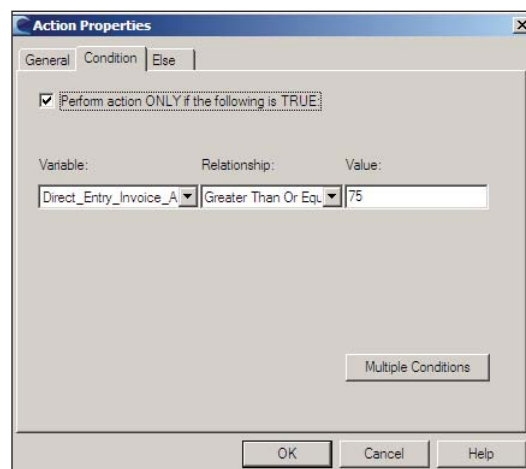 Action Properties
General Condition Else
Perform action ONLY if the following is TRUE:
Variable: Relationship: Value:
Direct_Entry_Invoice_A Greater Than Or Equ 75
Multiple Conditions
OK Cancel Help